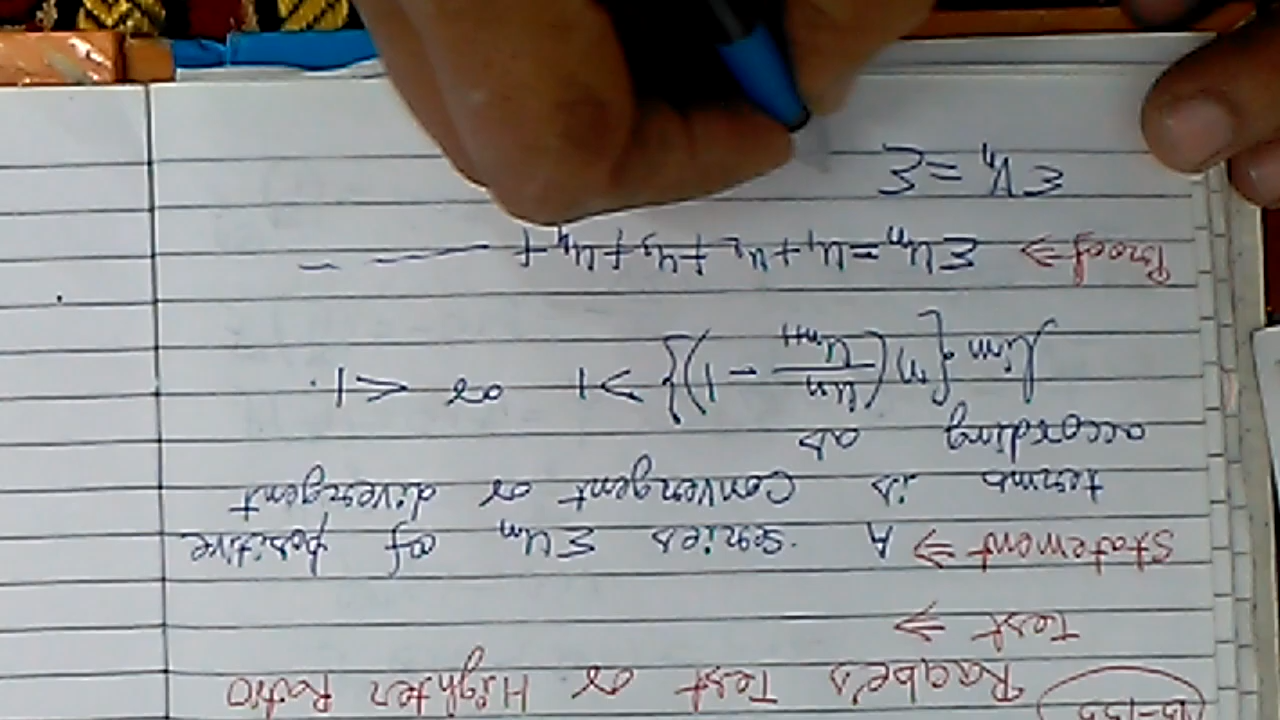 Raabe's Test or Higher Ratio
Test ⇒
Statement ⇒ A series Σun of positive
terms is convergent or divergent
according as
lim {n(un/un+1 - 1)} > 1 or < 1.
Proof ⇒ Σun = u1 + u2 + u3 + u4 + - - - -
ΣVn = Σ